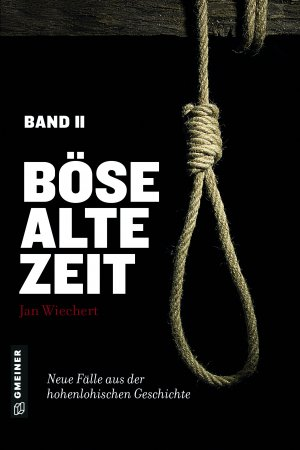 BAND II
BÖSE
ALTE
ZEIT
Jan Wiechert
Neue Fälle aus der
hohenlohischen Geschichte
GMEINER